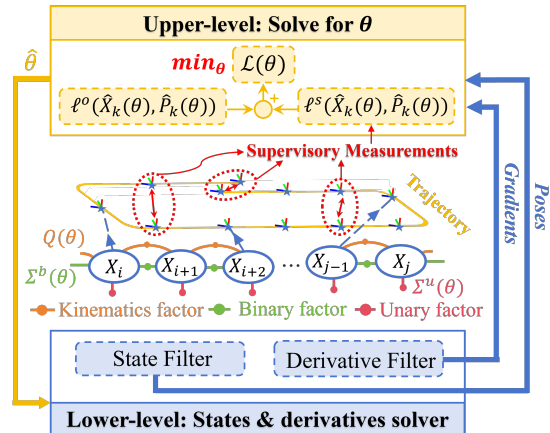 Upper-level: Solve for θ
θ̂
min_θ ℒ(θ)
ℓ^o(X̂_k(θ), P̂_k(θ))
+
ℓ^s(X̂_k(θ), P̂_k(θ))
Supervisory Measurements
Trajectory
Gradients
Poses
Q(θ)
Σ^b(θ)
X_i
X_{i+1}
X_{i+2}
...
X_{j−1}
X_j
Σ^u(θ)
Kinematics factor
Binary factor
Unary factor
State Filter
Derivative Filter
Lower-level: States & derivatives solver